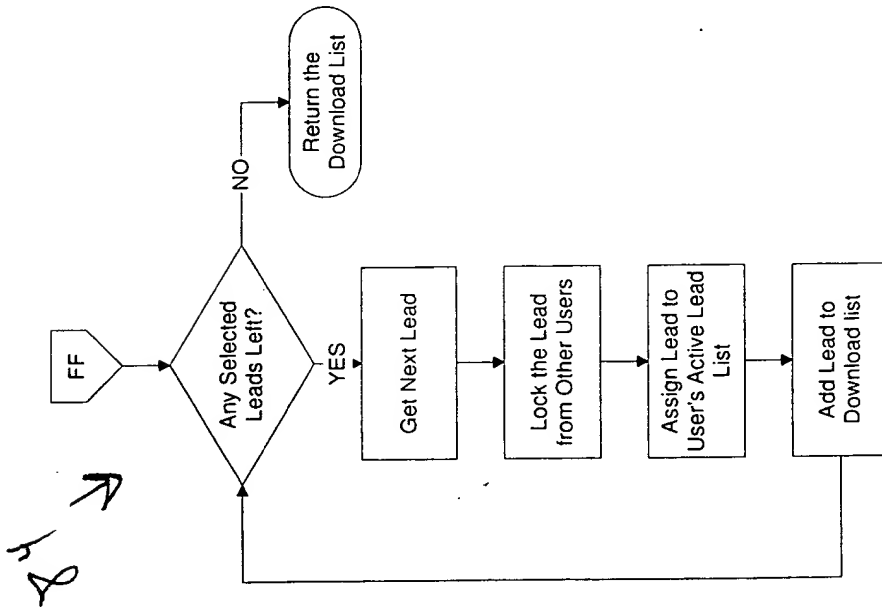 FF
Any Selected
Leads Left?
NO
Return the
Download List
YES
Get Next Lead
Lock the Lead
from Other Users
Assign Lead to
User's Active Lead
List
Add Lead to
Download list